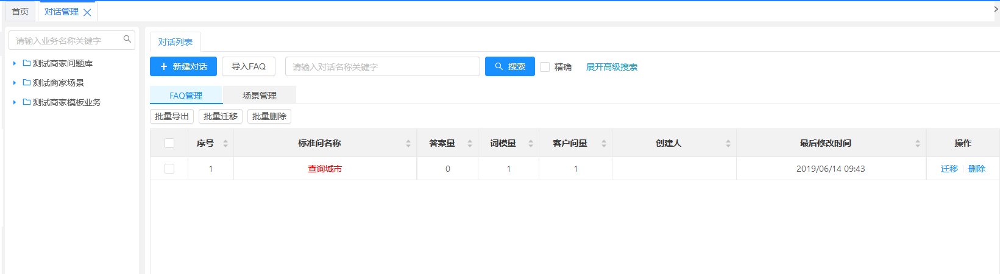 首页 对话管理
请输入业务名称关键字
测试商家问题库
测试商家场景
测试商家模板业务
对话列表
新建对话 导入FAQ 请输入对话名称关键字 搜索 精确 展开高级搜索
FAQ管理 场景管理
批量导出 批量迁移 批量删除
序号 标准问名称 答案量 词模量 客户问量 创建人 最后修改时间 操作
1 查询城市 0 1 1 2019/06/14 09:43 迁移 删除